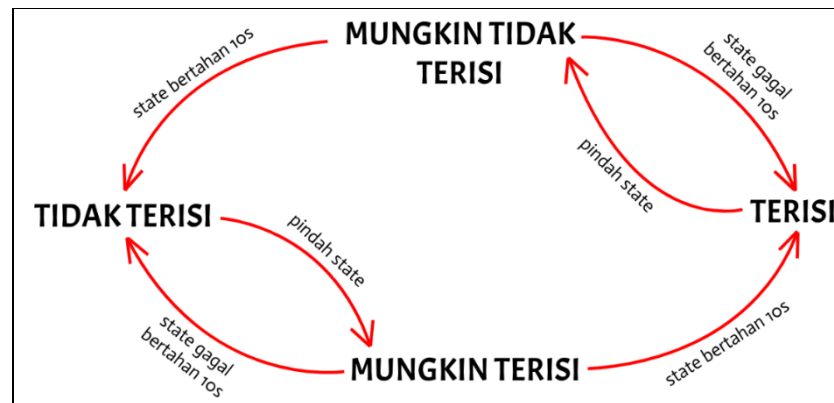 MUNGKIN TIDAK
TERISI
state bertahan 10s
state gagal
bertahan 10s
pindah state
TIDAK TERISI
TERISI
pindah state
state gagal
bertahan 10s
MUNGKIN TERISI
state bertahan 10s